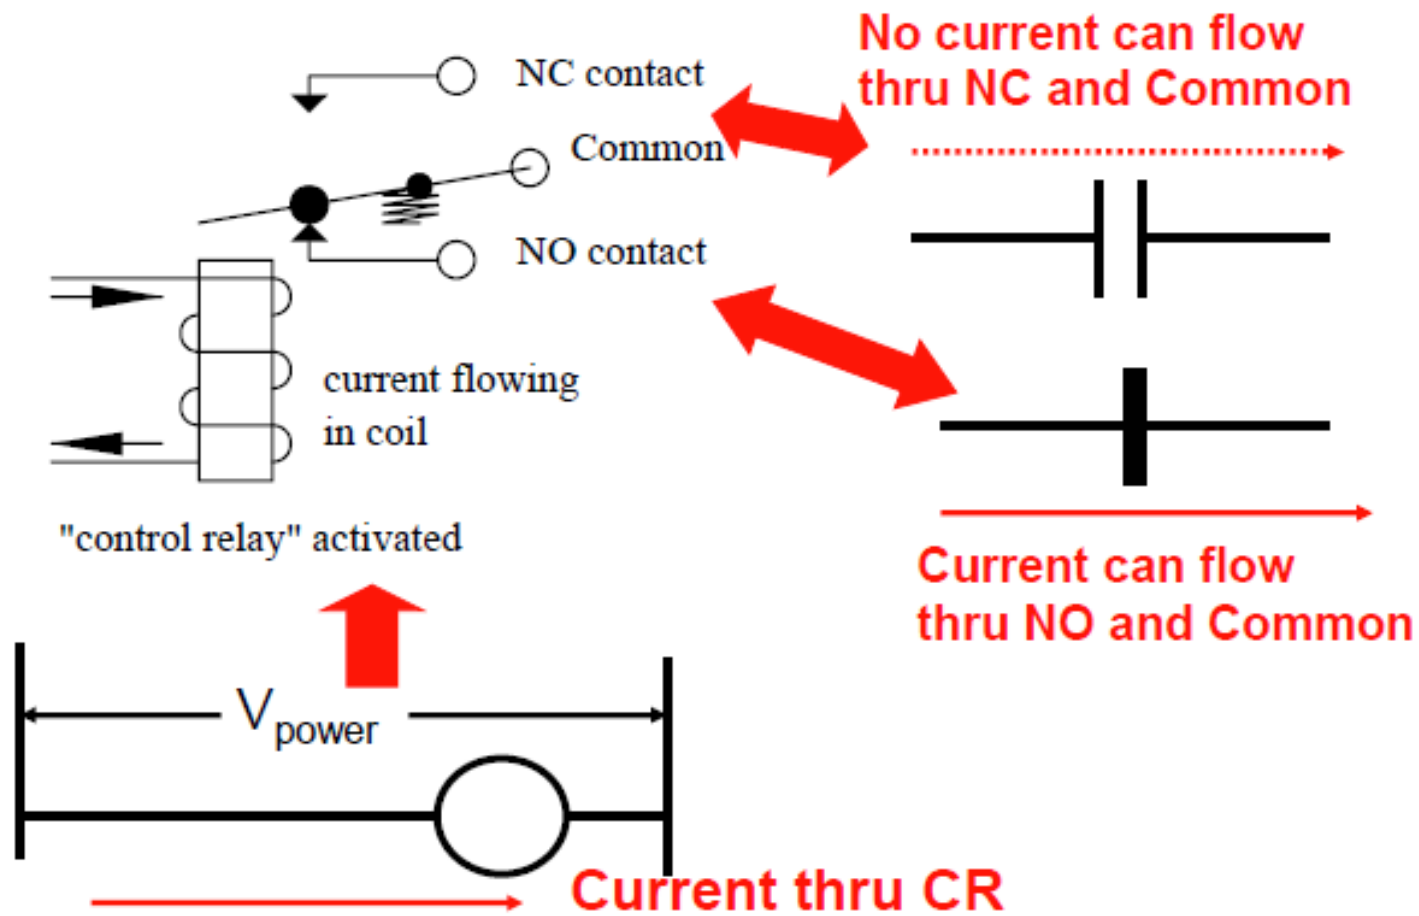 NC contact
Common
NO contact
current flowing
in coil
"control relay" activated
No current can flow
thru NC and Common
Current can flow
thru NO and Common
Vpower
Current thru CR